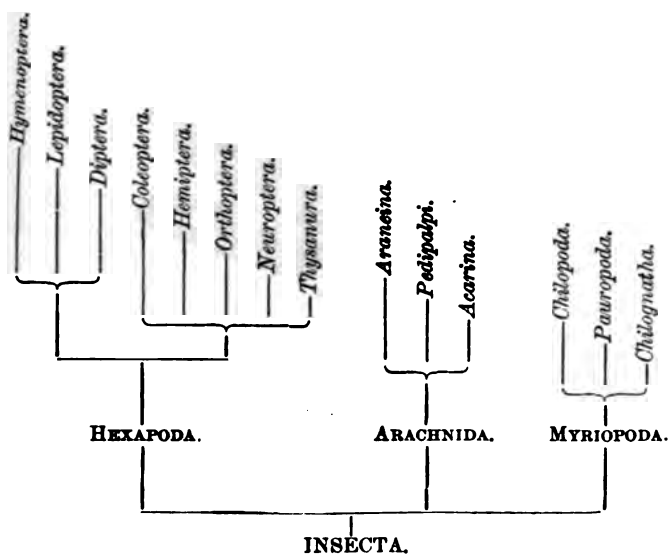 Hymenoptera.
Lepidoptera.
Diptera.
Coleoptera.
Hemiptera.
Orthoptera.
Neuroptera.
Thysanura.
Araneina.
Pedipalpi.
Acarina.
Chilopoda.
Pauropoda.
Chilognatha.
HEXAPODA.
ARACHNIDA.
MYRIOPODA.
INSECTA.